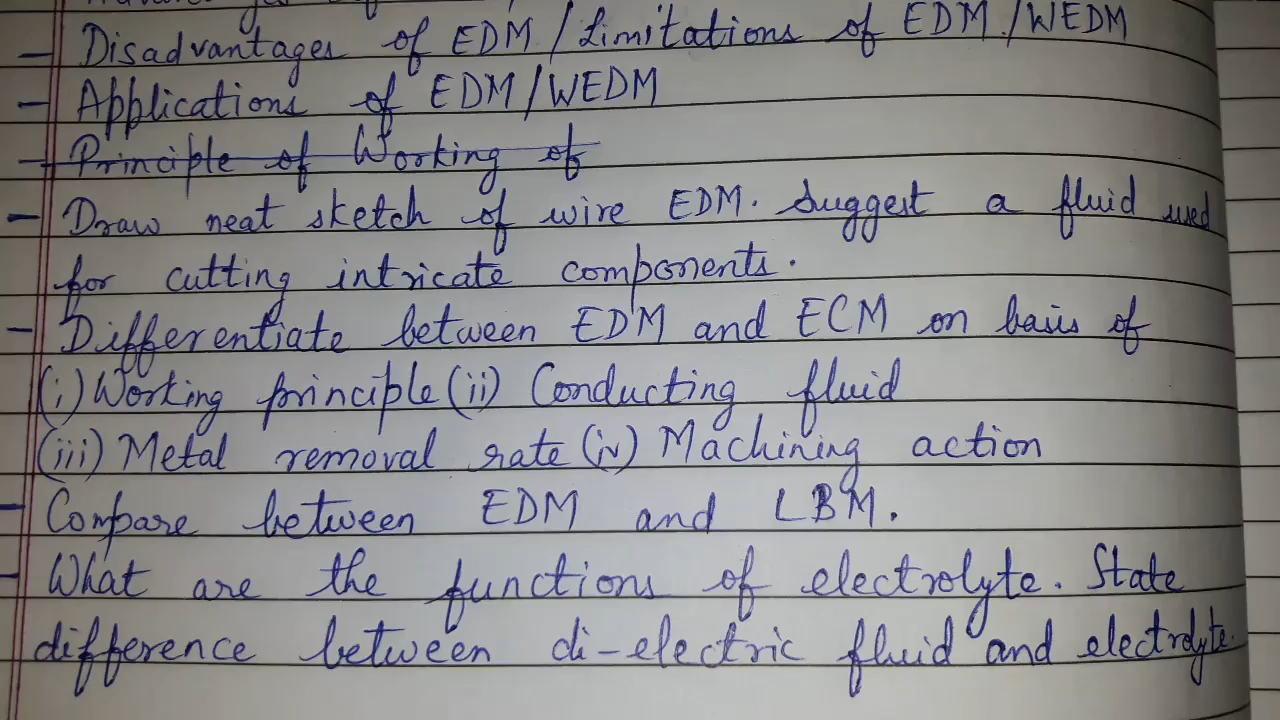 - Disadvantages of EDM / Limitations of EDM / WEDM
- Applications of EDM/WEDM
- Principle of Working of
- Draw neat sketch of wire EDM. Suggest a fluid used
for cutting intricate components.
- Differentiate between EDM and ECM on basis of
(i) Working principle (ii) Conducting fluid
(iii) Metal removal rate (iv) Machining action
- Compare between EDM and LBM.
- What are the functions of electrolyte. State
difference between di-electric fluid and electrolyte.